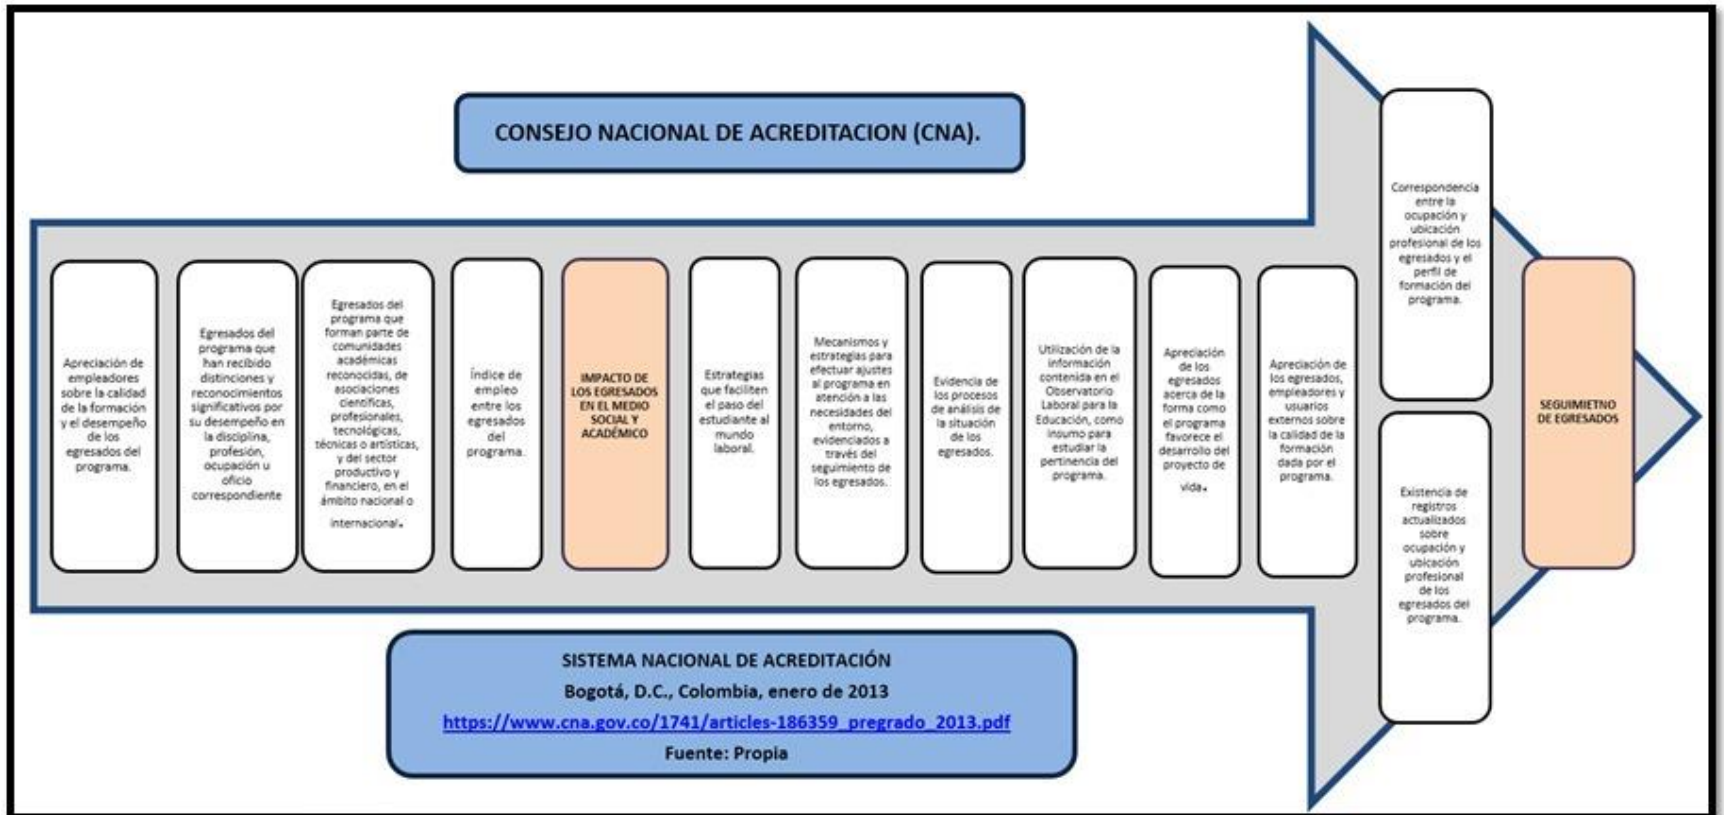 CONSEJO NACIONAL DE ACREDITACION (CNA).
Apreciación de
empleadores
sobre la calidad
de la formación
y el desempeño
de los
egresados del
programa.
Egresados del
programa que
han recibido
distinciones y
reconocimientos
significativos por
su desempeño en
la disciplina,
profesión,
ocupación u
oficio
correspondiente
Egresados del
programa que
forman parte de
comunidades
académicas
reconocidas, de
asociaciones
científicas,
profesionales,
tecnológicas,
técnicas o artísticas,
y del sector
productivo y
financiero, en el
ámbito nacional o
internacional.
Índice de
empleo
entre los
egresados
del
programa.
IMPACTO DE
LOS EGRESADOS
EN EL MEDIO
SOCIAL Y
ACADÉMICO
Estrategias
que faciliten
el paso del
estudiante al
mundo
laboral.
Mecanismos y
estrategias para
efectuar ajustes
al programa en
atención a las
necesidades del
entorno,
evidenciados a
través del
seguimiento de
los egresados.
Evidencia de
los procesos
de análisis de
la situación
de los
egresados.
Utilización de la
información
contenida en el
Observatorio
Laboral para la
Educación, como
insumo para
estudiar la
pertinencia del
programa.
Apreciación
de los
egresados
acerca de la
forma como
el programa
favorece el
desarrollo del
proyecto de
vida.
Apreciación de
los egresados,
empleadores y
usuarios
externos sobre
la calidad de la
formación
dada por el
programa.
Correspondencia
entre la
ocupación y
ubicación
profesional de los
egresados y el
perfil de
formación del
programa.
Existencia de
registros
actualizados
sobre
ocupación y
ubicación
profesional
de los
egresados del
programa.
SEGUIMIETNO
DE EGRESADOS
SISTEMA NACIONAL DE ACREDITACIÓN
Bogotá, D.C., Colombia, enero de 2013
https://www.cna.gov.co/1741/articles-186359_pregrado_2013.pdf
Fuente: Propia